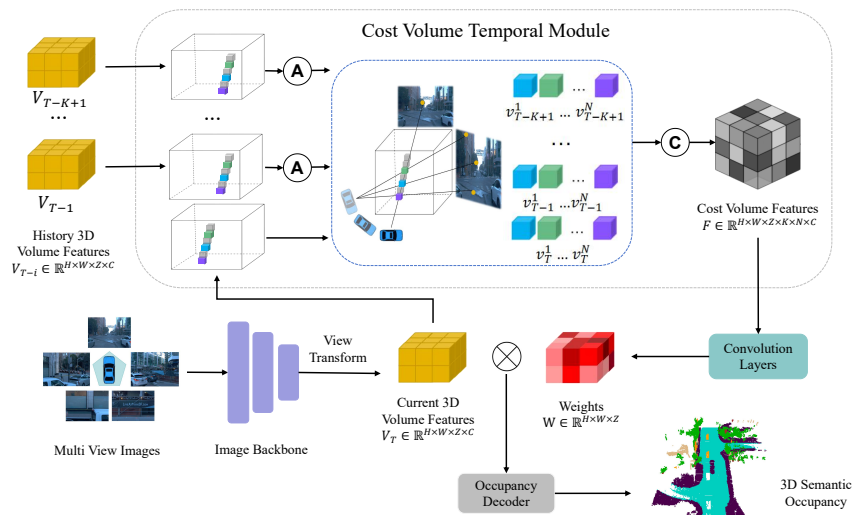 Cost Volume Temporal Module
A
V_{T-K+1}
...
...
...
v^1_{T-K+1} ... v^N_{T-K+1}
...
C
A
V_{T-1}
...
v^1_{T-1} ... v^N_{T-1}
...
v^1_T ... v^N_T
History 3D
Volume Features
V_{T-i} ∈ ℝ^{H×W×Z×C}
Cost Volume Features
F ∈ ℝ^{H×W×Z×K×N×C}
View
Transform
Convolution
Layers
Current 3D
Volume Features
V_T ∈ ℝ^{H×W×Z×C}
Weights
W ∈ ℝ^{H×W×Z}
Multi View Images
Image Backbone
Occupancy
Decoder
3D Semantic
Occupancy